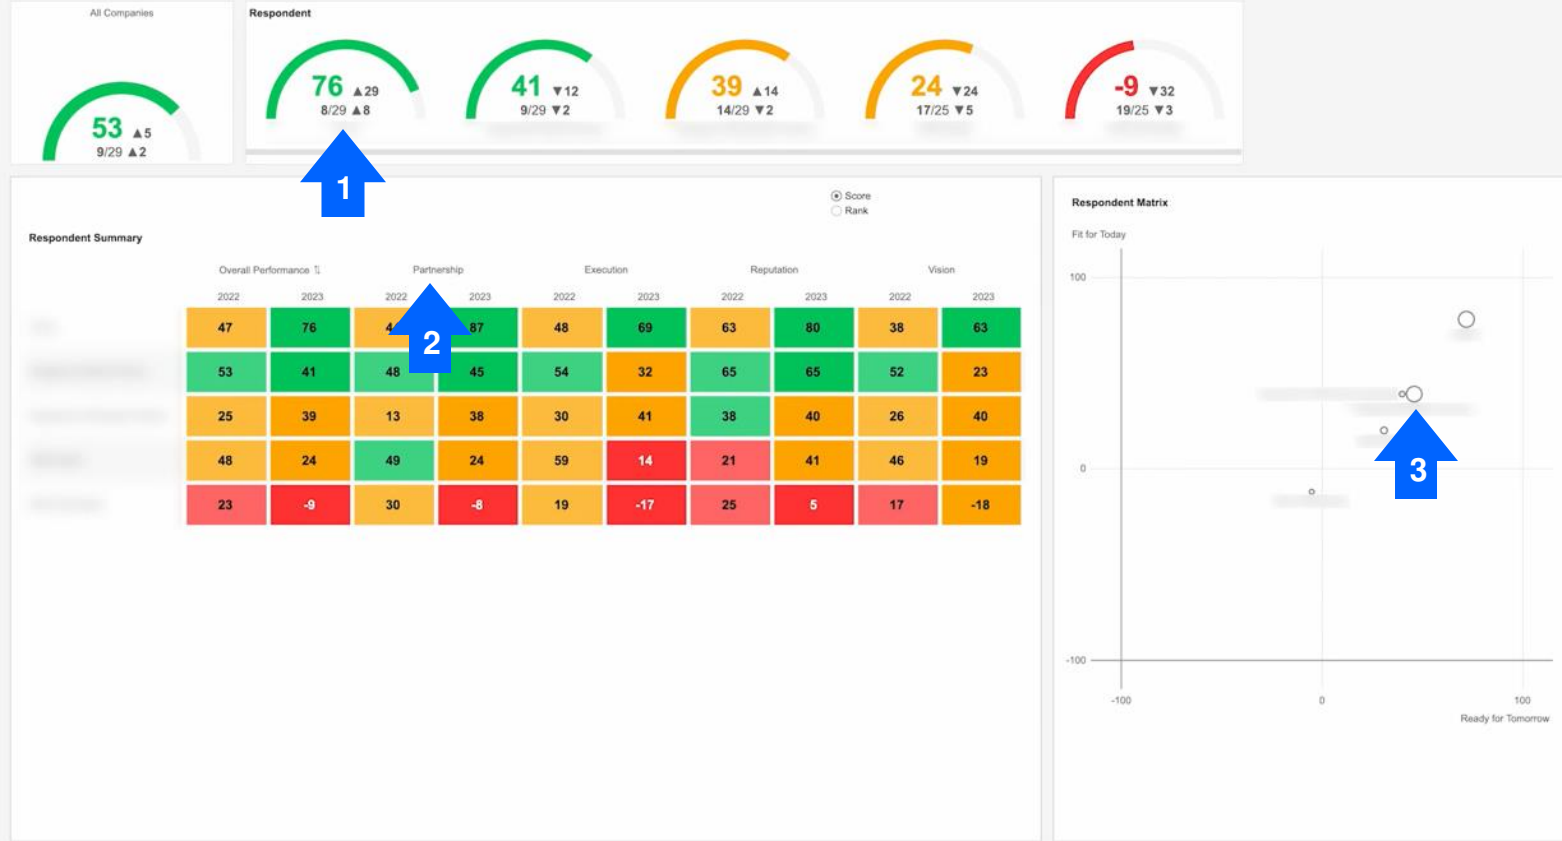 All Companies
53 ▲5
9/29 ▲2
Respondent
76 ▲29
8/29 ▲8
41 ▼12
9/29 ▼2
39 ▲14
14/29 ▼2
24 ▼24
17/25 ▼5
-9 ▼32
19/25 ▼3
1
Score
Rank
Respondent Summary
Overall Performance ⇅ Partnership Execution Reputation Vision
2022 2023 2022 2023 2022 2023 2022 2023 2022 2023
47 76 87 48 69 63 80 38 63
53 41 48 45 54 32 65 65 52 23
25 39 13 38 30 41 38 40 26 40
48 24 49 24 59 14 21 41 46 19
23 -9 30 -8 19 -17 25 5 17 -18
2
Respondent Matrix
Fit for Today
100
0
-100
-100 0 100
Ready for Tomorrow
3